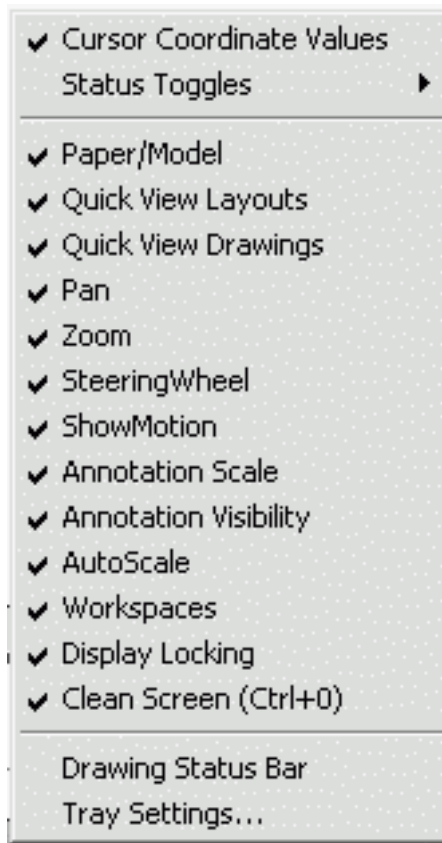 Cursor Coordinate Values
Status Toggles
Paper/Model
Quick View Layouts
Quick View Drawings
Pan
Zoom
SteeringWheel
ShowMotion
Annotation Scale
Annotation Visibility
AutoScale
Workspaces
Display Locking
Clean Screen (Ctrl+0)
Drawing Status Bar
Tray Settings...